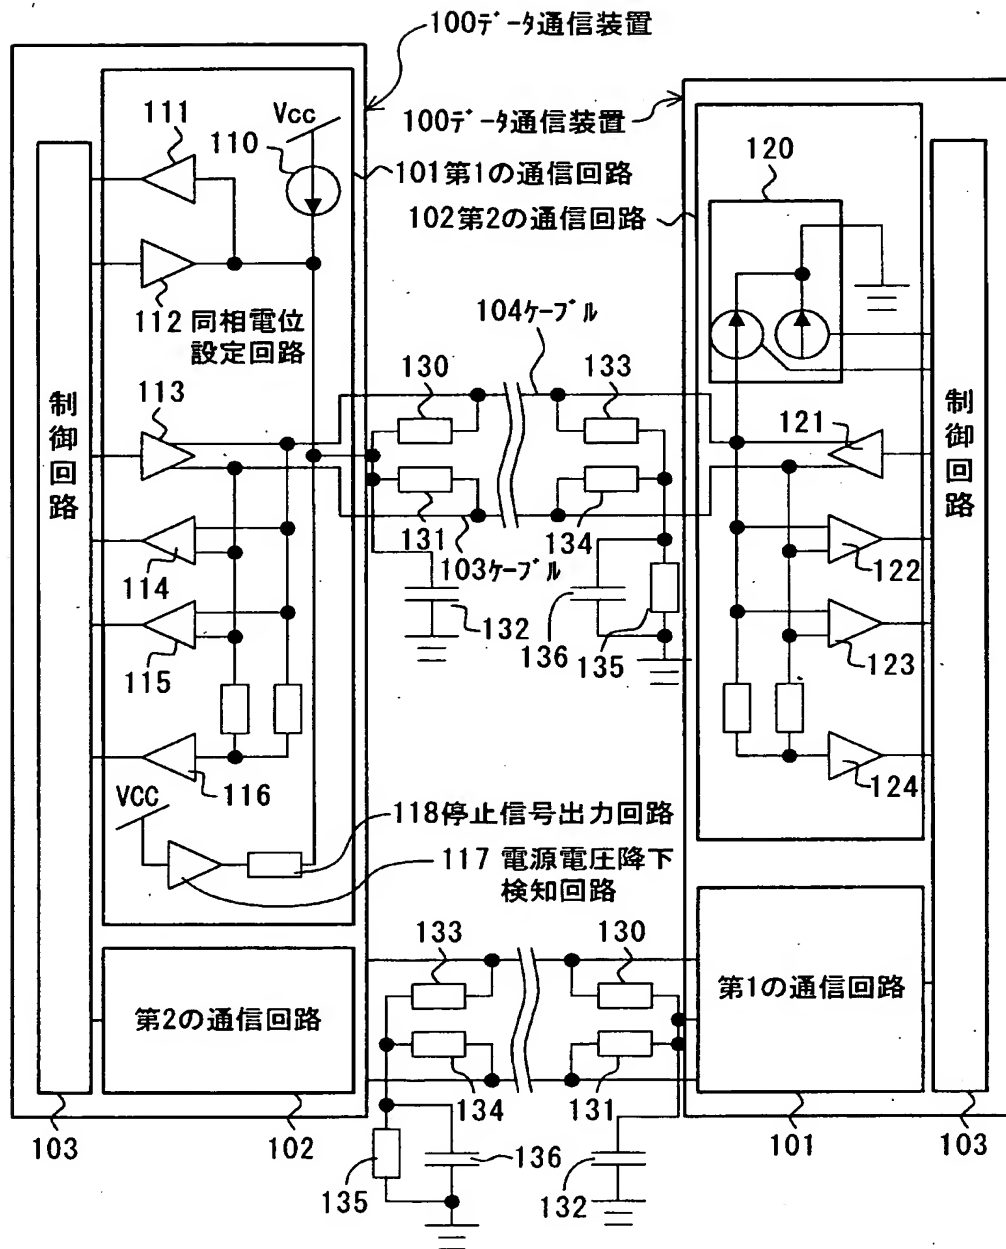 100データ通信装置
100データ通信装置
111
Vcc
110
101第1の通信回路
102第2の通信回路
120
112 同相電位
設定回路
104ケーブル
制御回路
113
130
133
121
制御回路
131
134
114
103ケーブル
122
132
136
135
115
123
116
124
VCC
118停止信号出力回路
117 電源電圧降下
検知回路
133
130
第2の通信回路
第1の通信回路
134
131
103
102
101
103
135
136
132